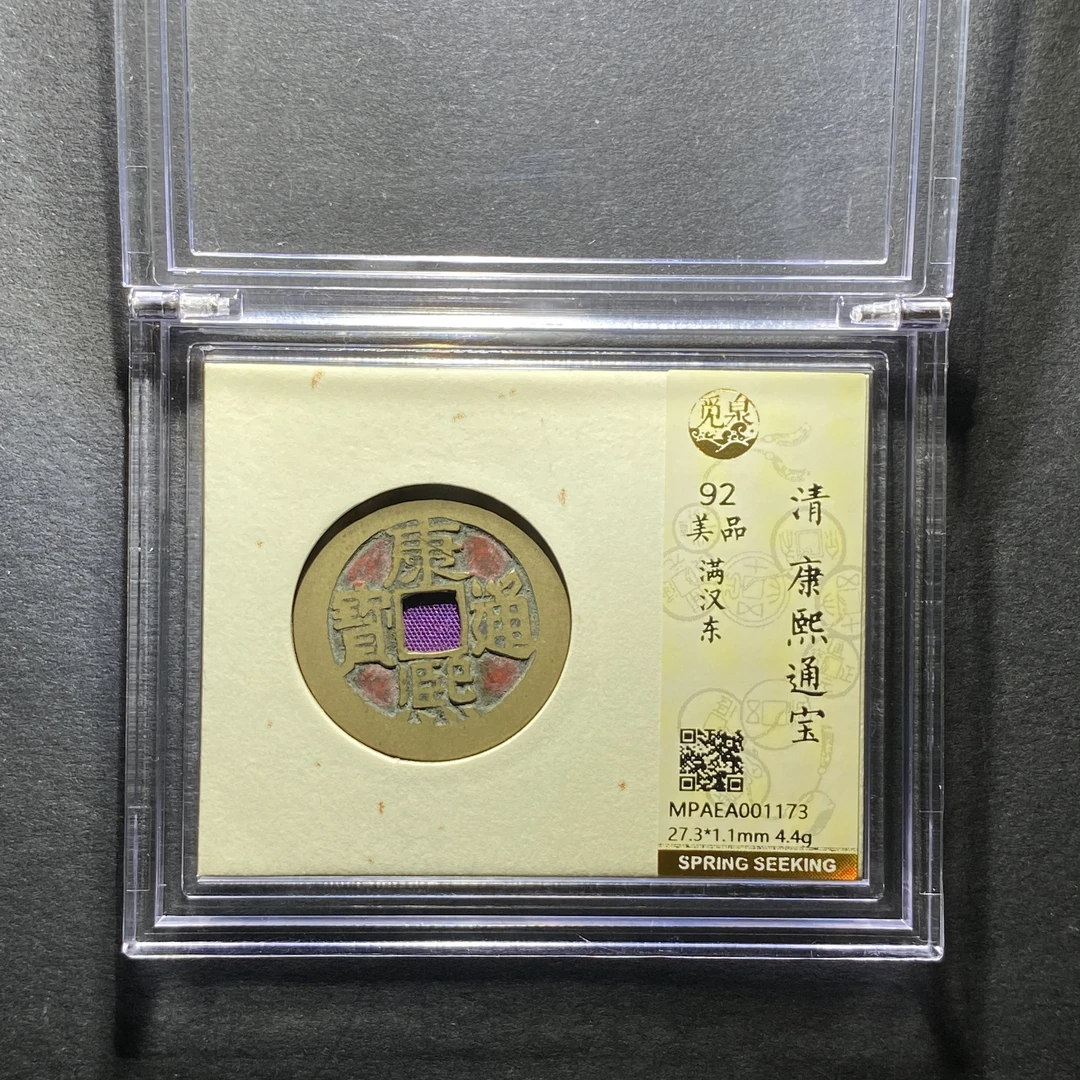 康熙通寶
觅泉
92
美品
满汉东
清 康熙通宝
MPAEA001173
27.3*1.1mm 4.4g
SPRING SEEKING